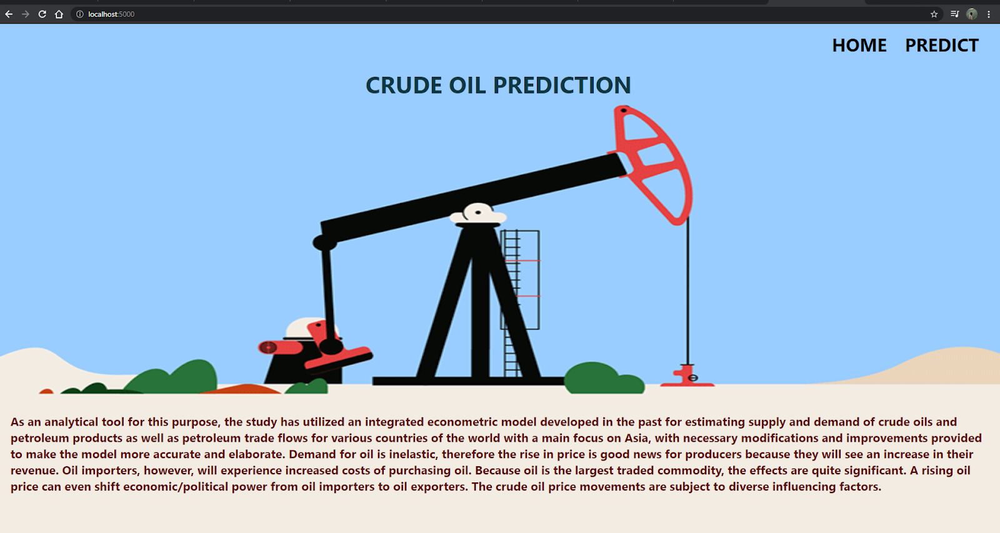 localhost:5000
HOME PREDICT
CRUDE OIL PREDICTION
As an analytical tool for this purpose, the study has utilized an integrated econometric model developed in the past for estimating supply and demand of crude oils and
petroleum products as well as petroleum trade flows for various countries of the world with a main focus on Asia, with necessary modifications and improvements provided
to make the model more accurate and elaborate. Demand for oil is inelastic, therefore the rise in price is good news for producers because they will see an increase in their
revenue. Oil importers, however, will experience increased costs of purchasing oil. Because oil is the largest traded commodity, the effects are quite significant. A rising oil
price can even shift economic/political power from oil importers to oil exporters. The crude oil price movements are subject to diverse influencing factors.